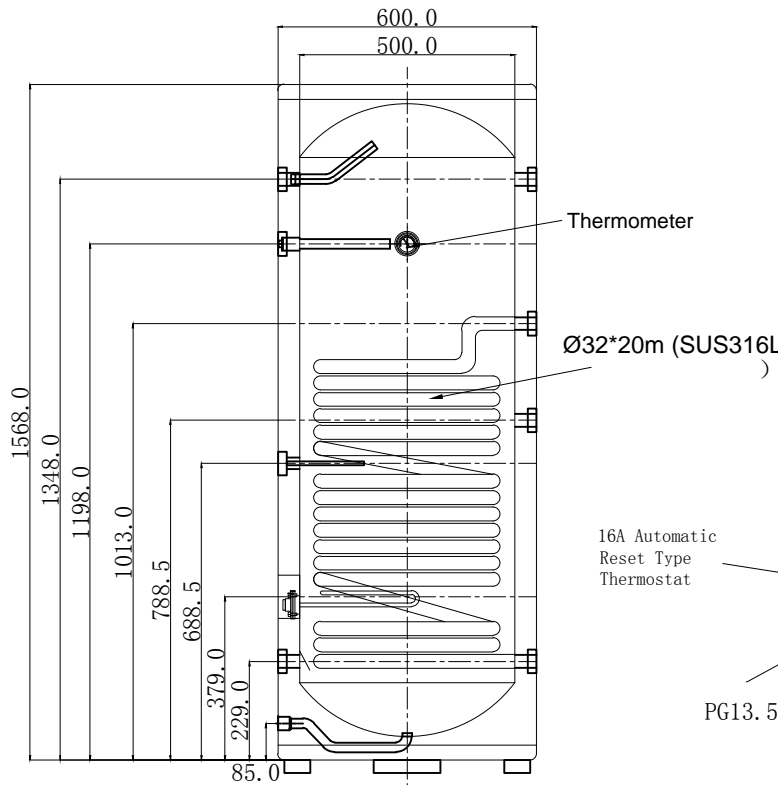 600.0
500.0
Thermometer
Ø32*20m (SUS316L
)
1568.0
1348.0
1198.0
1013.0
788.5
688.5
379.0
229.0
85.0
16A Automatic
Reset Type
Thermostat
PG13.5